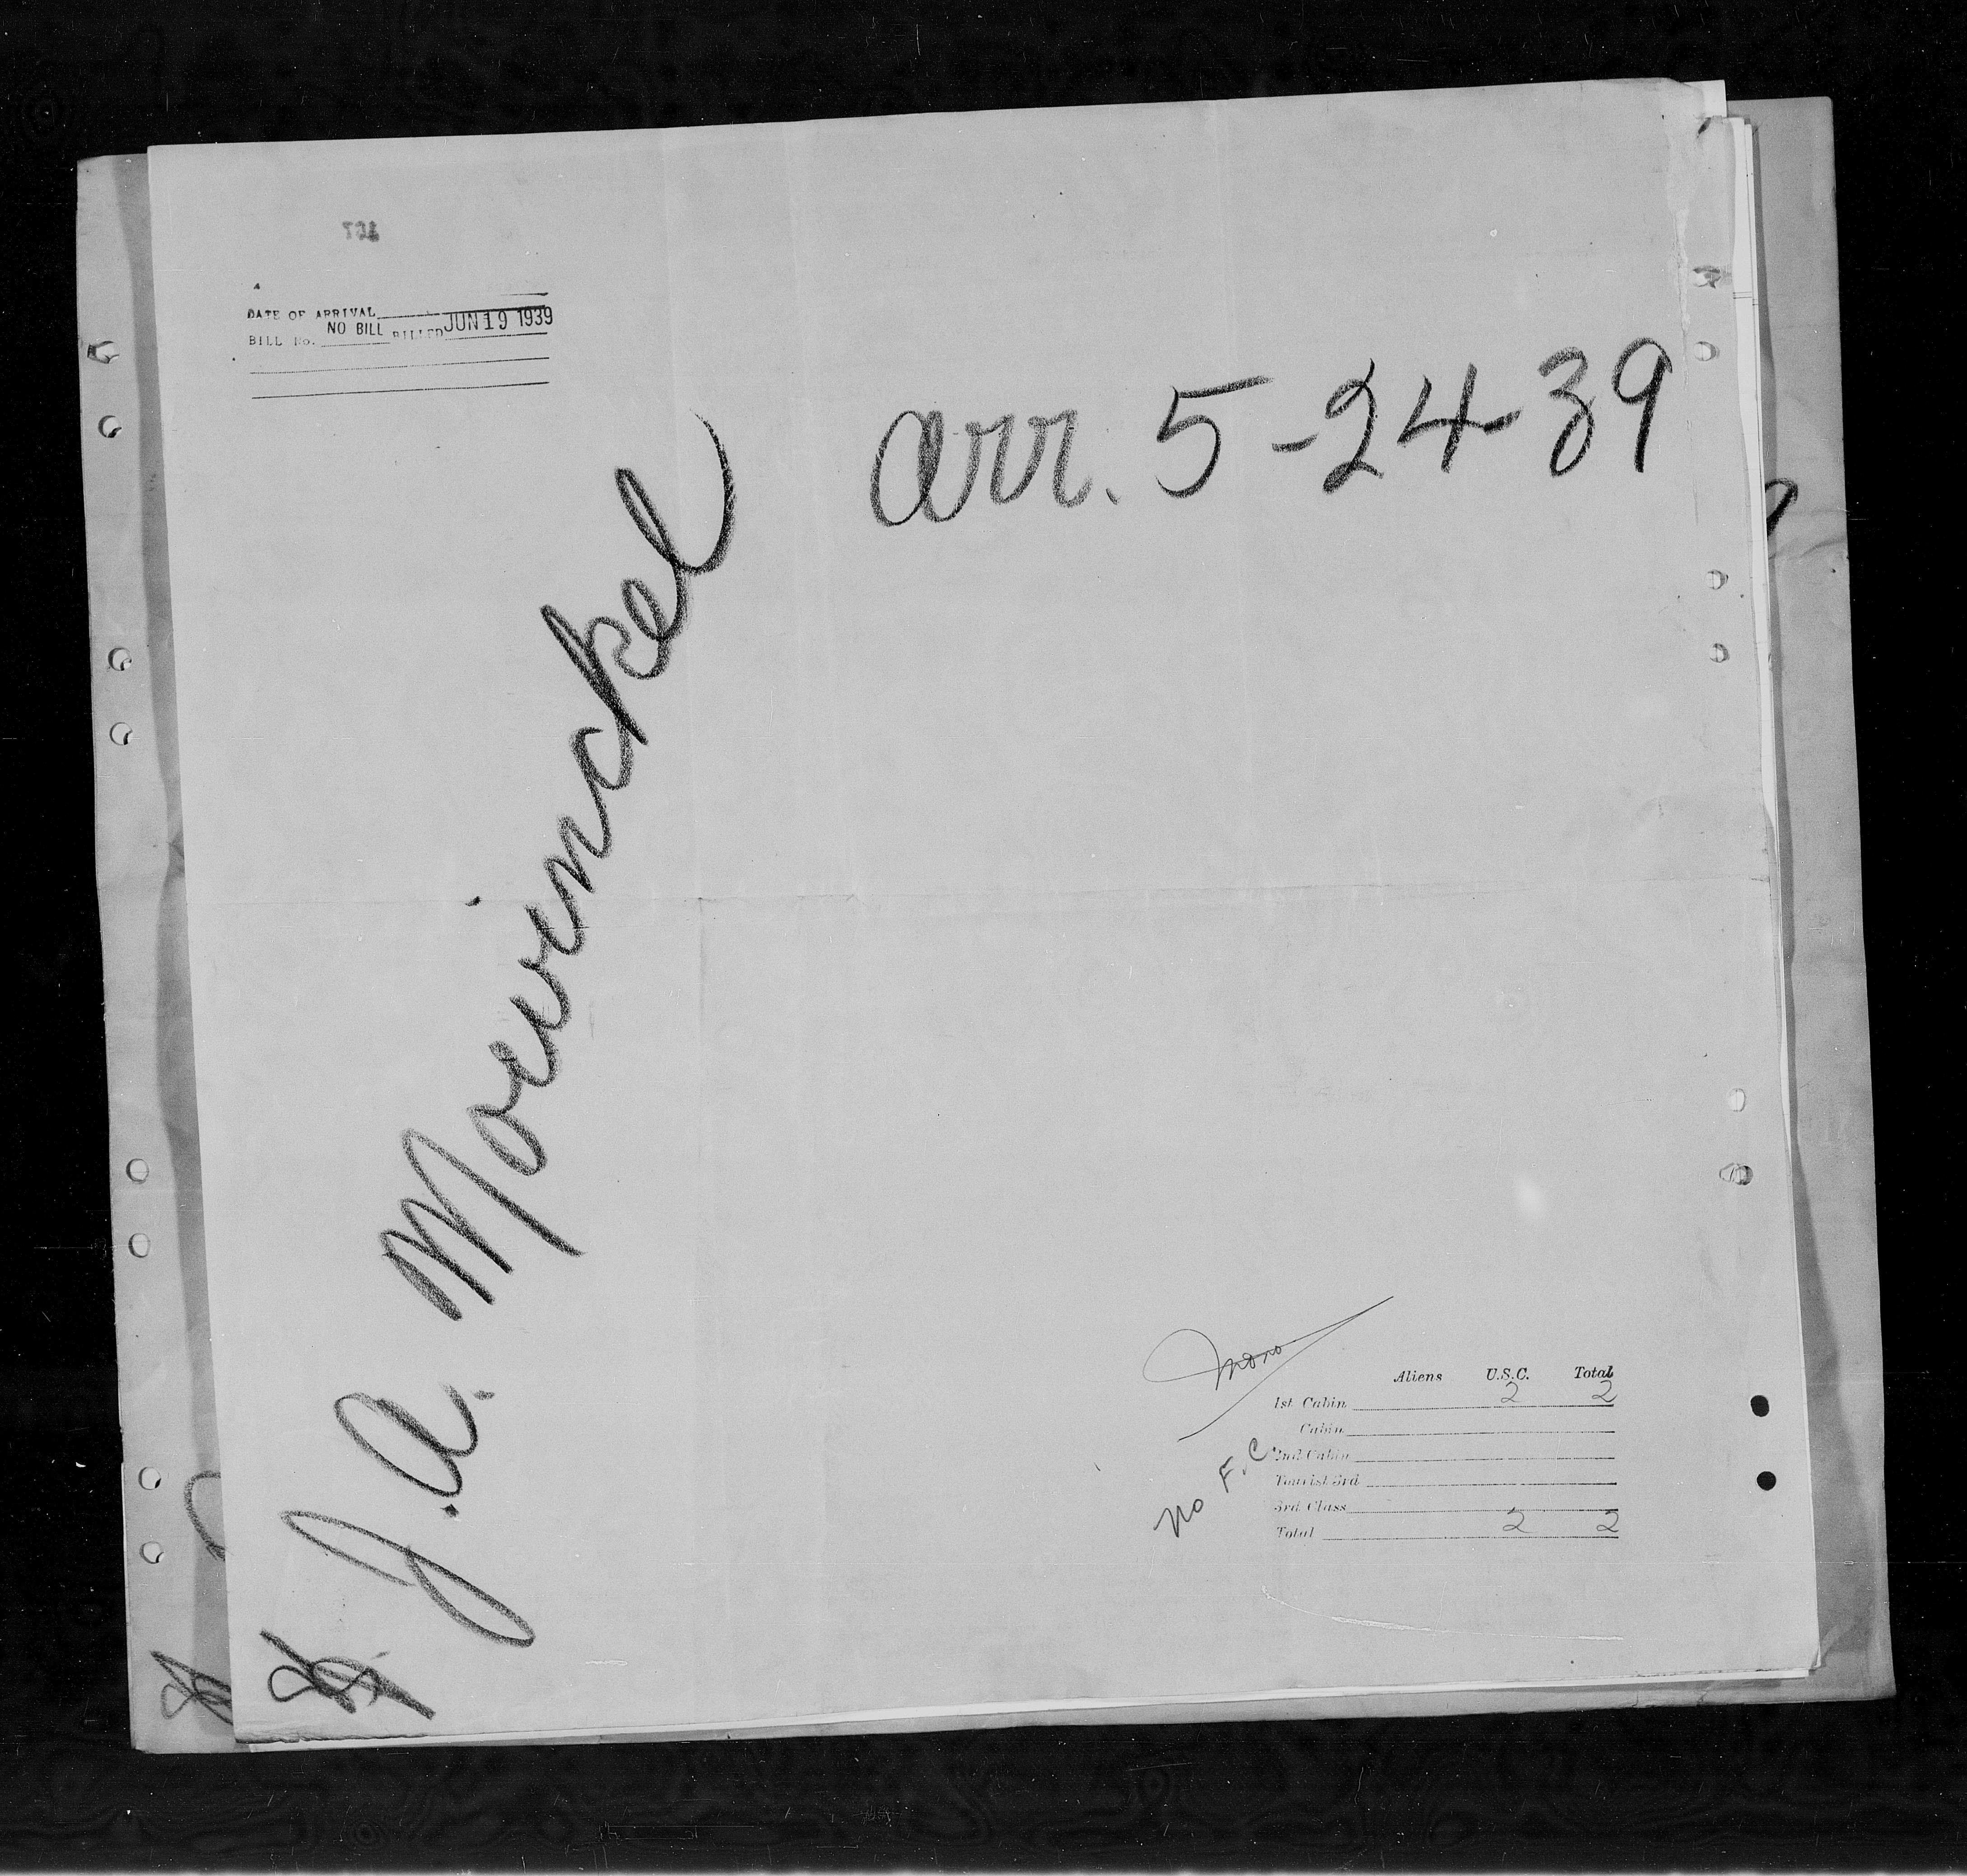 DATE OF ARRIVAL
BILL No. NO BILL BILLED JUN 19 1939
arr. 5-24-39
J. A. Mowinckel
Aliens U.S.C. Total
1st Cabin 2 2
Cabin
2nd Cabin
Tourist 3rd
3rd Class
Total 2 2
no F.C.